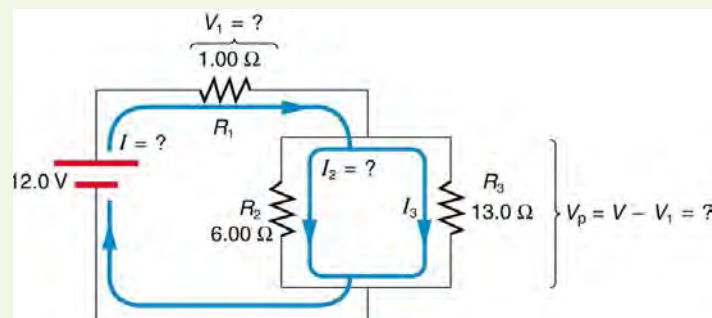 V₁ = ?
1.00 Ω
R₁
I = ?
12.0 V
I₂ = ?
R₂
6.00 Ω
I₃
R₃
13.0 Ω
Vₚ = V − V₁ = ?